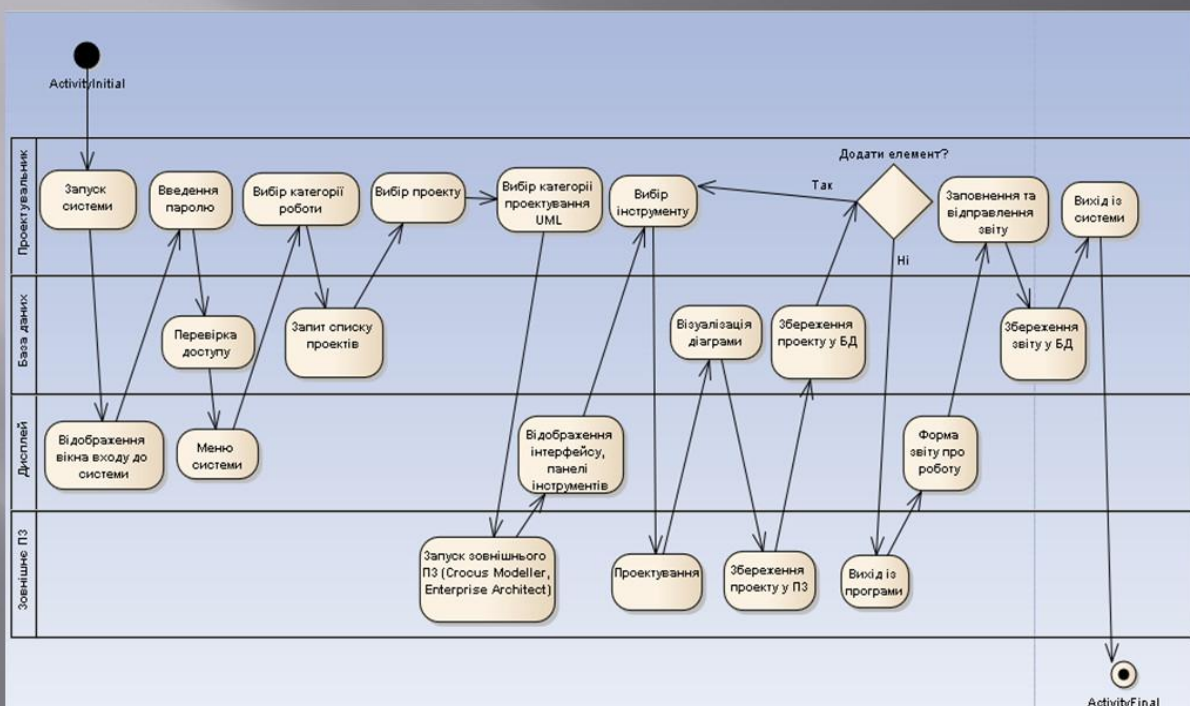 ActivityInitial
Проектувальник
Запуск
системи
Введення
паролю
Вибір категорії
роботи
Вибір проекту
Вибір категорії
проектування
UML
Вибір
інструменту
Так
Додати елемент?
Ні
Заповнення та
відправлення
звіту
Вихід із
системи
База даних
Перевірка
доступу
Запит списку
проектів
Візуалізація
діаграми
Збереження
проекту у БД
Збереження
звіту у БД
Дисплей
Відображення
вікна входу до
системи
Меню
системи
Відображення
інтерфейсу,
панелі
інструментів
Форма
звіту про
роботу
Зовнішнє ПЗ
Запуск зовнішнього
ПЗ (Crocus Modeller,
Enterprise Architect)
Проектування
Збереження
проекту у ПЗ
Вихід із
програми
ActivityFinal